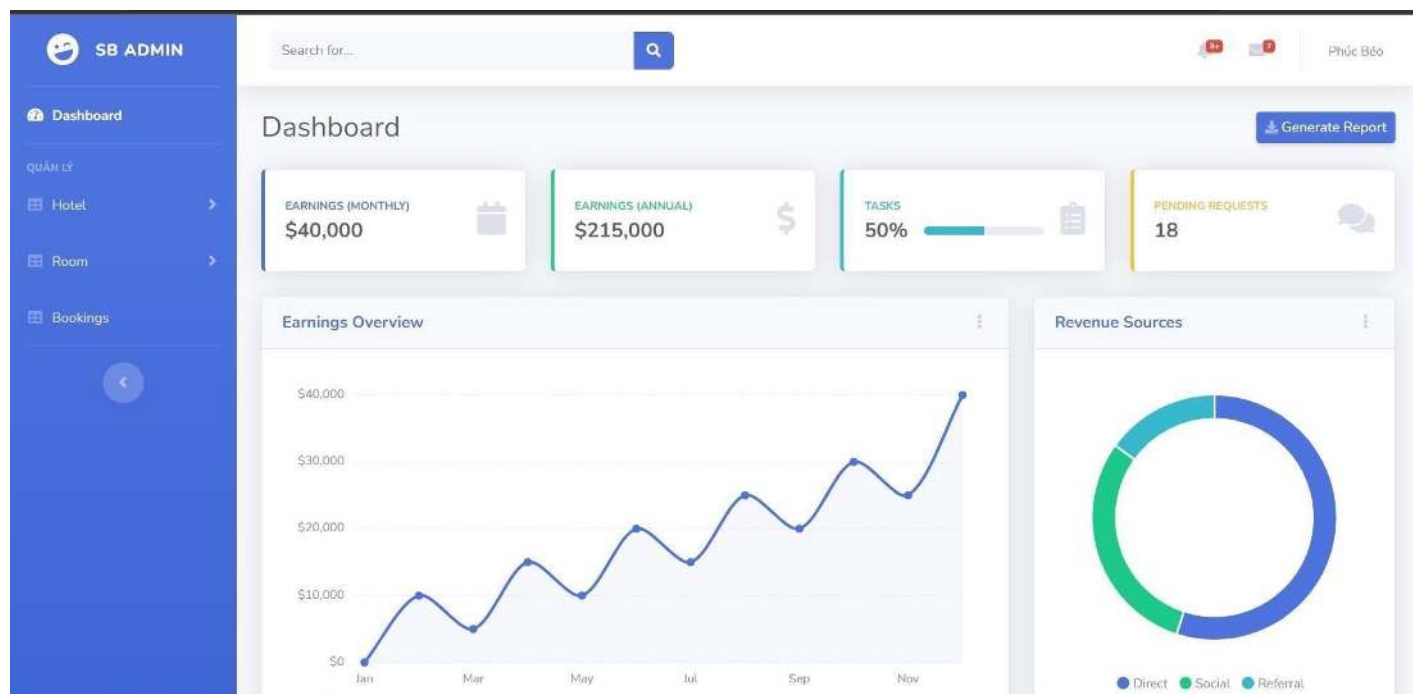 SB ADMIN
Search for...
3+
7
Phúc Béo
Dashboard
QUẢN LÝ
Hotel
Room
Bookings
Dashboard
Generate Report
EARNINGS (MONTHLY)
$40,000
EARNINGS (ANNUAL)
$215,000
TASKS
50%
PENDING REQUESTS
18
Earnings Overview
$40,000
$30,000
$20,000
$10,000
$0
Jan Mar May Jul Sep Nov
Revenue Sources
Direct Social Referral